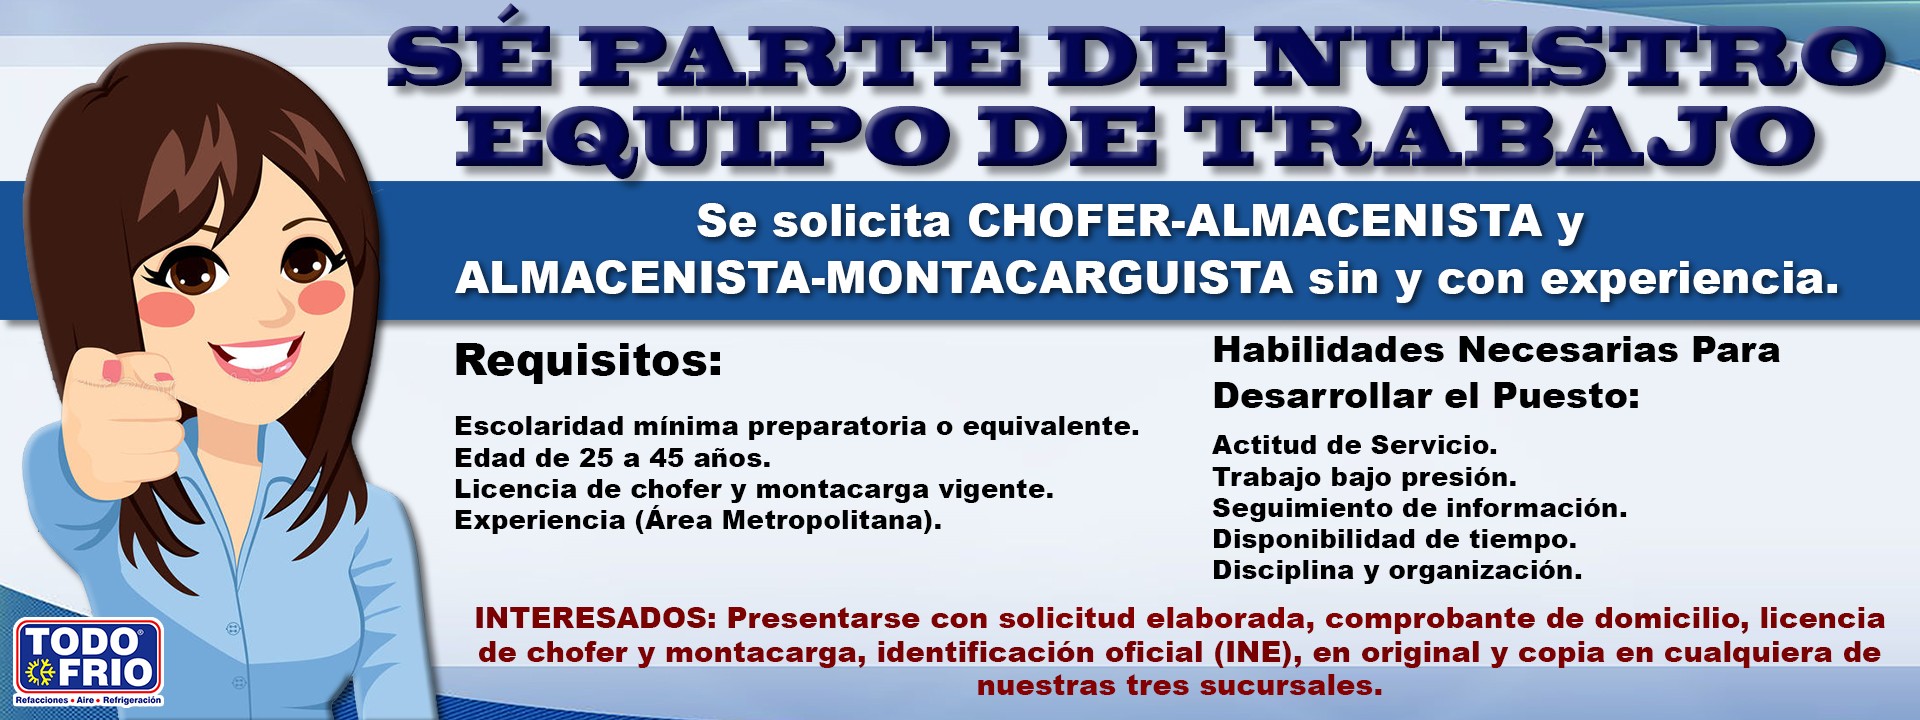 SÉ PARTE DE NUESTRO
EQUIPO DE TRABAJO
Se solicita CHOFER-ALMACENISTA y
ALMACENISTA-MONTACARGUISTA sin y con experiencia.
Requisitos:
Escolaridad mínima preparatoria o equivalente.
Edad de 25 a 45 años.
Licencia de chofer y montacarga vigente.
Experiencia (Área Metropolitana).
Habilidades Necesarias Para
Desarrollar el Puesto:
Actitud de Servicio.
Trabajo bajo presión.
Seguimiento de información.
Disponibilidad de tiempo.
Disciplina y organización.
INTERESADOS: Presentarse con solicitud elaborada, comprobante de domicilio, licencia
de chofer y montacarga, identificación oficial (INE), en original y copia en cualquiera de
nuestras tres sucursales.
TODO®
FRIO
Refacciones • Aire • Refrigeración